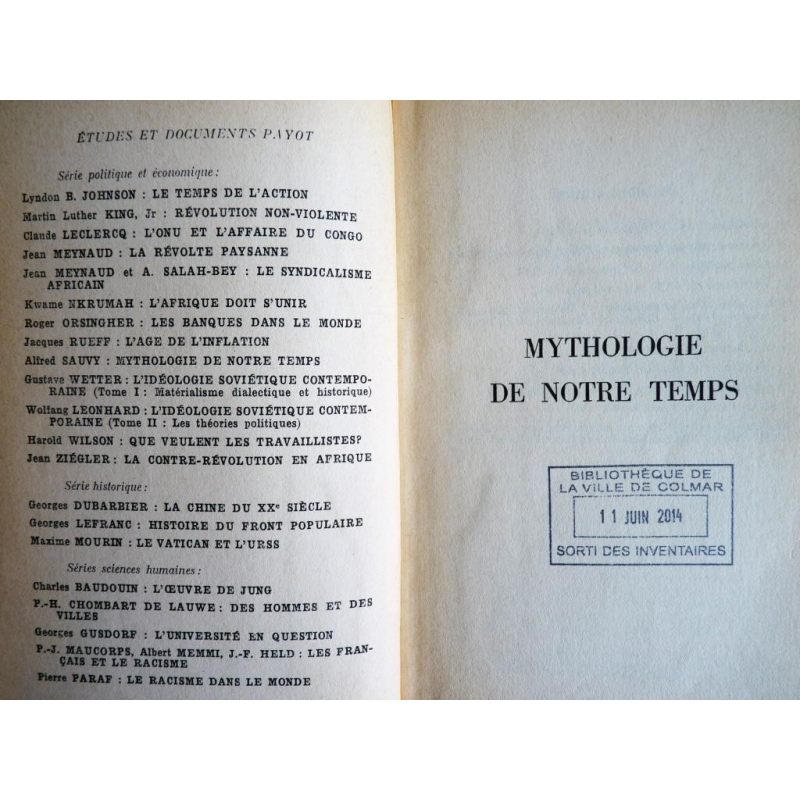 ÉTUDES ET DOCUMENTS PAYOT
Série politique et économique :
Lyndon B. JOHNSON : LE TEMPS DE L'ACTION
Martin Luther KING, Jr : RÉVOLUTION NON-VIOLENTE
Claude LECLERCQ : L'ONU ET L'AFFAIRE DU CONGO
Jean MEYNAUD : LA RÉVOLTE PAYSANNE
Jean MEYNAUD et A. SALAH-BEY : LE SYNDICALISME
AFRICAIN
Kwame NKRUMAH : L'AFRIQUE DOIT S'UNIR
Roger ORSINGHER : LES BANQUES DANS LE MONDE
Jacques RUEFF : L'AGE DE L'INFLATION
Alfred SAUVY : MYTHOLOGIE DE NOTRE TEMPS
Gustave WETTER : L'IDÉOLOGIE SOVIÉTIQUE CONTEMPO-
RAINE (Tome I : Matérialisme dialectique et historique)
Wolfang LEONHARD : L'IDÉOLOGIE SOVIÉTIQUE CONTEM-
PORAINE (Tome II : Les théories politiques)
Harold WILSON : QUE VEULENT LES TRAVAILLISTES?
Jean ZIÉGLER : LA CONTRE-RÉVOLUTION EN AFRIQUE
Série historique :
Georges DUBARBIER : LA CHINE DU XXe SIÈCLE
Georges LEFRANC : HISTOIRE DU FRONT POPULAIRE
Maxime MOURIN : LE VATICAN ET L'URSS
Séries sciences humaines :
Charles BAUDOUIN : L'ŒUVRE DE JUNG
P.-H. CHOMBART DE LAUWE : DES HOMMES ET DES
VILLES
Georges GUSDORF : L'UNIVERSITÉ EN QUESTION
P.-J. MAUCORPS, Albert MEMMI, J.-F. HELD : LES FRAN-
ÇAIS ET LE RACISME
Pierre PARAF : LE RACISME DANS LE MONDE
MYTHOLOGIE
DE NOTRE TEMPS
BIBLIOTHÈQUE DE
LA VILLE DE COLMAR
11 JUIN 2014
SORTI DES INVENTAIRES